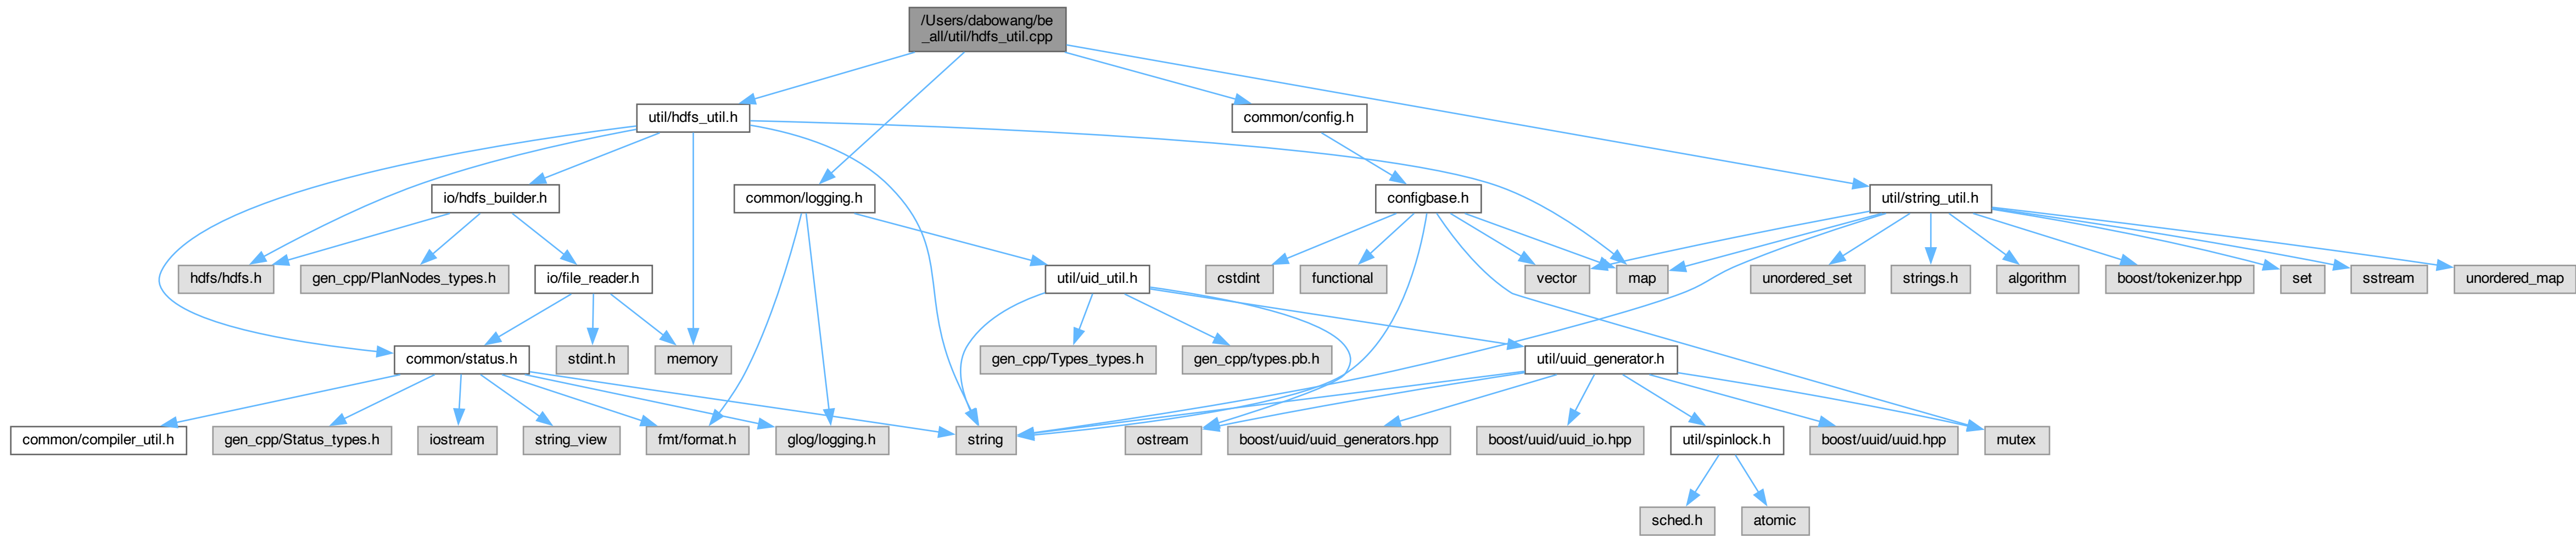 /Users/dabowang/be
_all/util/hdfs_util.cpp
util/hdfs_util.h
common/config.h
io/hdfs_builder.h
common/logging.h
configbase.h
util/string_util.h
hdfs/hdfs.h
gen_cpp/PlanNodes_types.h
io/file_reader.h
util/uid_util.h
cstdint
functional
vector
map
unordered_set
strings.h
algorithm
boost/tokenizer.hpp
set
sstream
unordered_map
common/status.h
stdint.h
memory
gen_cpp/Types_types.h
gen_cpp/types.pb.h
util/uuid_generator.h
common/compiler_util.h
gen_cpp/Status_types.h
iostream
string_view
fmt/format.h
glog/logging.h
string
ostream
boost/uuid/uuid_generators.hpp
boost/uuid/uuid_io.hpp
util/spinlock.h
boost/uuid/uuid.hpp
mutex
sched.h
atomic